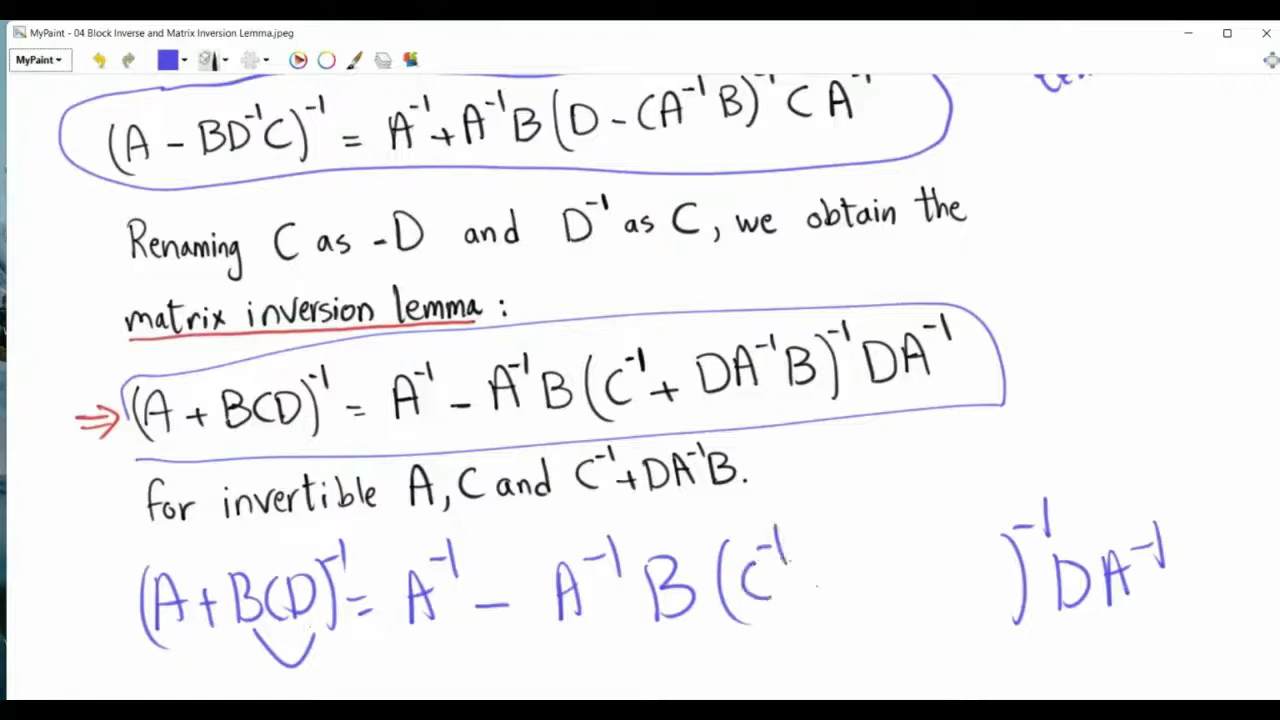 MyPaint - 04 Block Inverse and Matrix Inversion Lemma.jpeg
MyPaint
(A - BD⁻¹C)⁻¹ = A⁻¹ + A⁻¹B(D - CA⁻¹B)⁻¹CA⁻¹
Renaming C as -D and D⁻¹ as C, we obtain the
matrix inversion lemma :
⇒ (A + BCD)⁻¹ = A⁻¹ - A⁻¹B(C⁻¹ + DA⁻¹B)⁻¹DA⁻¹
for invertible A, C and C⁻¹+DA⁻¹B.
(A+BCD)⁻¹ = A⁻¹ - A⁻¹B(C⁻¹ )⁻¹DA⁻¹